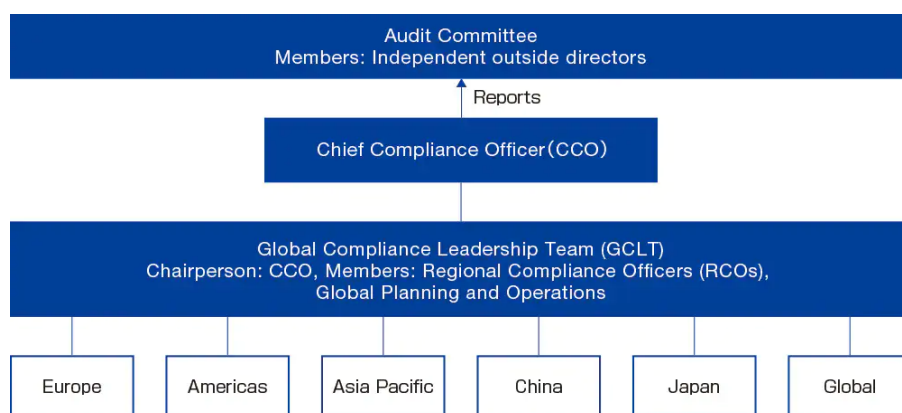 Audit Committee
Members: Independent outside directors
Reports
Chief Compliance Officer(CCO)
Global Compliance Leadership Team (GCLT)
Chairperson: CCO, Members: Regional Compliance Officers (RCOs),
Global Planning and Operations
Europe
Americas
Asia Pacific
China
Japan
Global